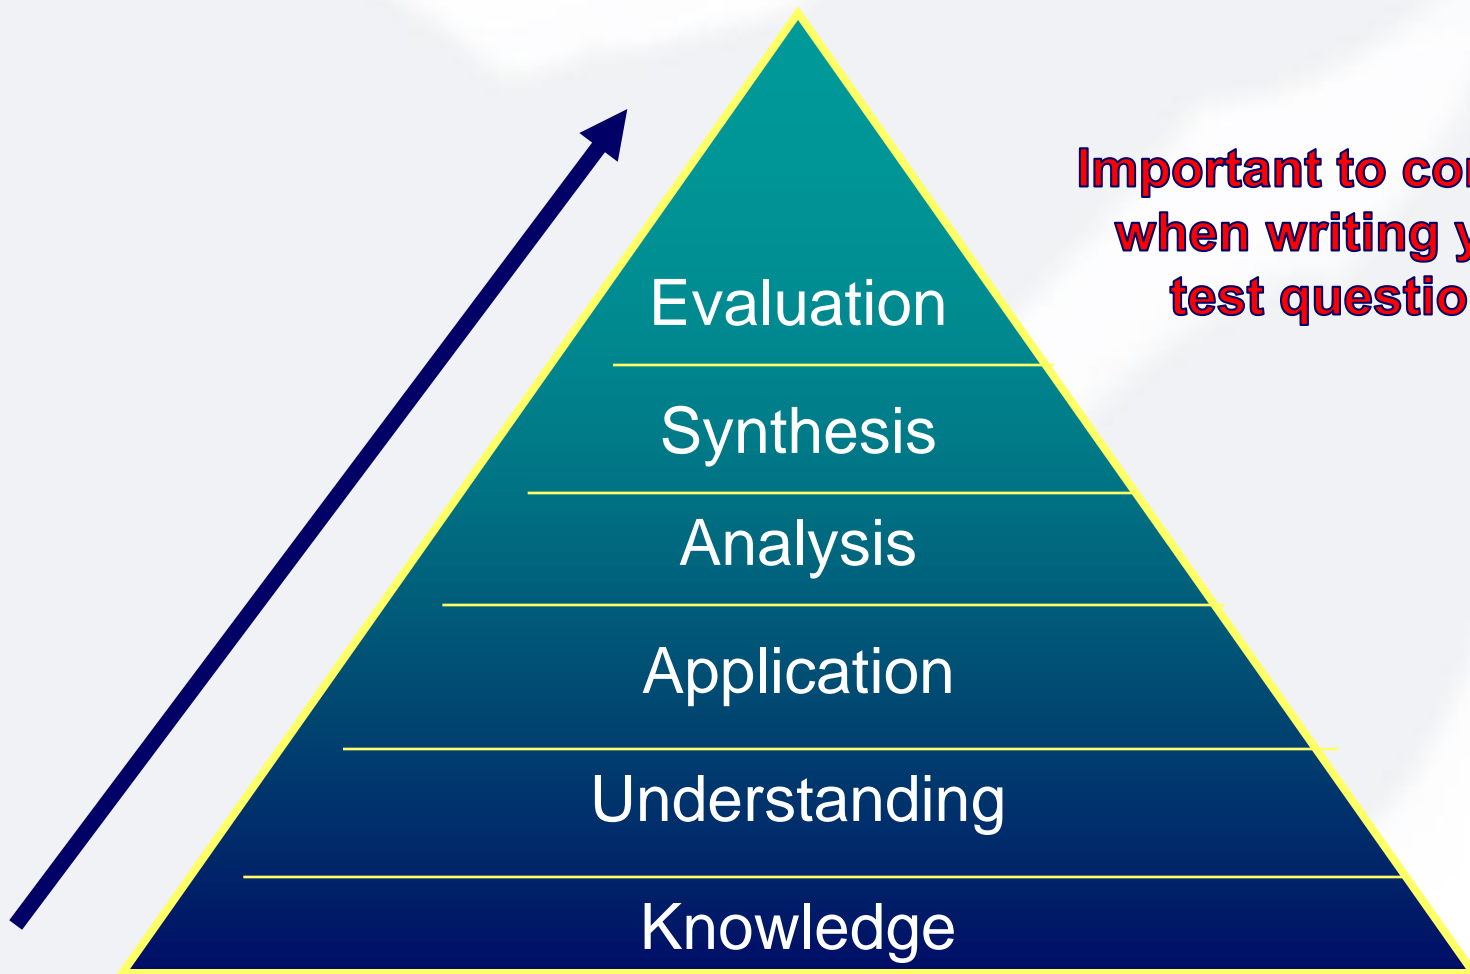 Important to
when writing
test
Evaluation
Synthesis
Analysis
Application
Understanding
Knowledge